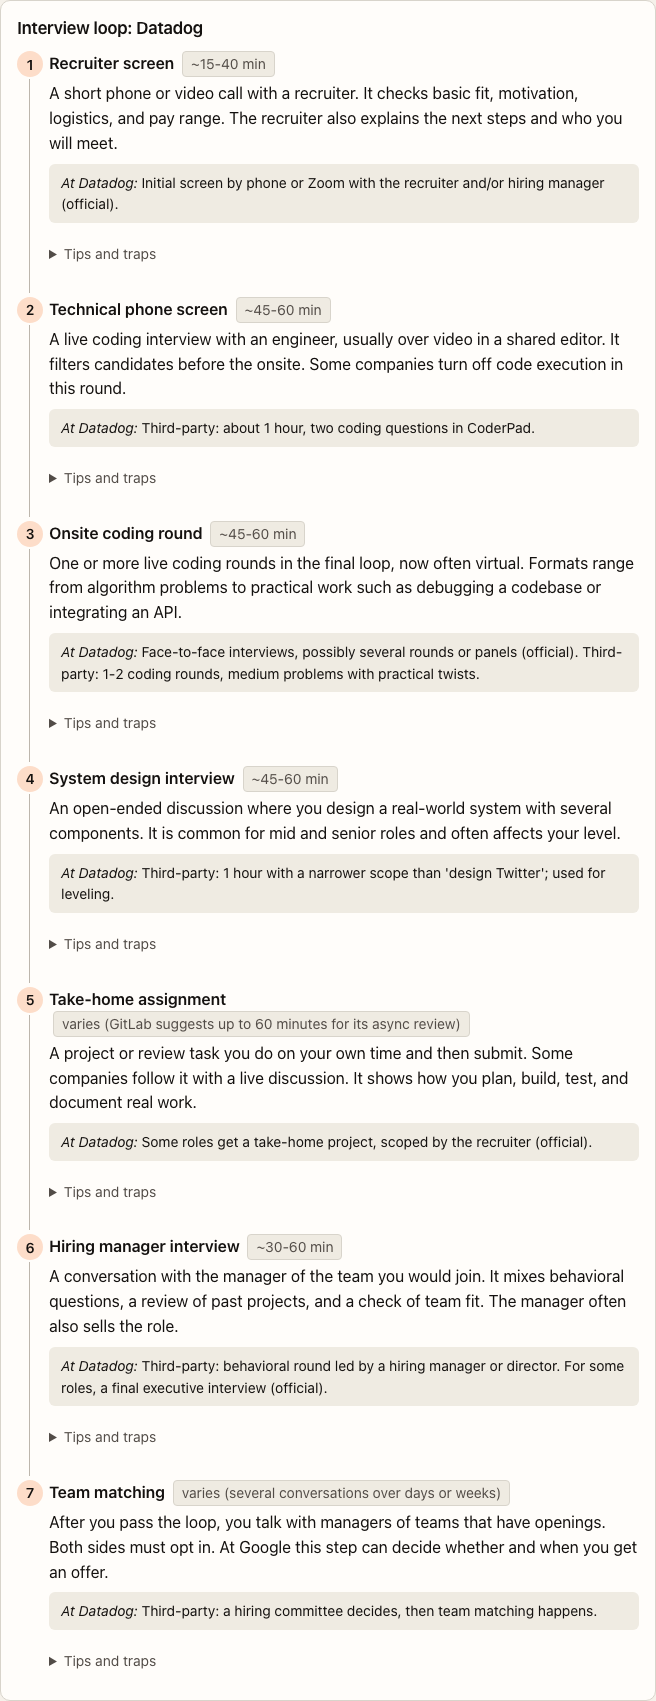 Interview loop: Datadog
1 Recruiter screen ~15-40 min
A short phone or video call with a recruiter. It checks basic fit, motivation,
logistics, and pay range. The recruiter also explains the next steps and who you
will meet.
At Datadog: Initial screen by phone or Zoom with the recruiter and/or hiring manager
(official).
▶ Tips and traps
2 Technical phone screen ~45-60 min
A live coding interview with an engineer, usually over video in a shared editor. It
filters candidates before the onsite. Some companies turn off code execution in
this round.
At Datadog: Third-party: about 1 hour, two coding questions in CoderPad.
▶ Tips and traps
3 Onsite coding round ~45-60 min
One or more live coding rounds in the final loop, now often virtual. Formats range
from algorithm problems to practical work such as debugging a codebase or
integrating an API.
At Datadog: Face-to-face interviews, possibly several rounds or panels (official). Third-
party: 1-2 coding rounds, medium problems with practical twists.
▶ Tips and traps
4 System design interview ~45-60 min
An open-ended discussion where you design a real-world system with several
components. It is common for mid and senior roles and often affects your level.
At Datadog: Third-party: 1 hour with a narrower scope than 'design Twitter'; used for
leveling.
▶ Tips and traps
5 Take-home assignment
varies (GitLab suggests up to 60 minutes for its async review)
A project or review task you do on your own time and then submit. Some
companies follow it with a live discussion. It shows how you plan, build, test, and
document real work.
At Datadog: Some roles get a take-home project, scoped by the recruiter (official).
▶ Tips and traps
6 Hiring manager interview ~30-60 min
A conversation with the manager of the team you would join. It mixes behavioral
questions, a review of past projects, and a check of team fit. The manager often
also sells the role.
At Datadog: Third-party: behavioral round led by a hiring manager or director. For some
roles, a final executive interview (official).
▶ Tips and traps
7 Team matching varies (several conversations over days or weeks)
After you pass the loop, you talk with managers of teams that have openings.
Both sides must opt in. At Google this step can decide whether and when you get
an offer.
At Datadog: Third-party: a hiring committee decides, then team matching happens.
▶ Tips and traps